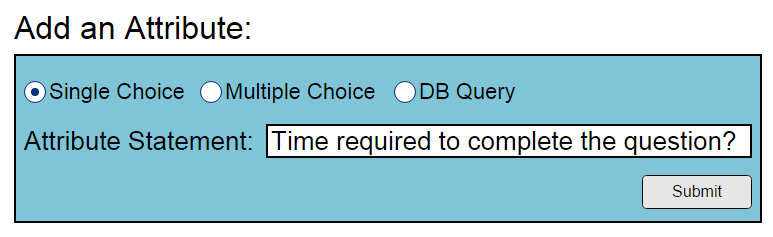 Add an Attribute:
Single Choice Multiple Choice DB Query
Attribute Statement: Time required to complete the question?
Submit